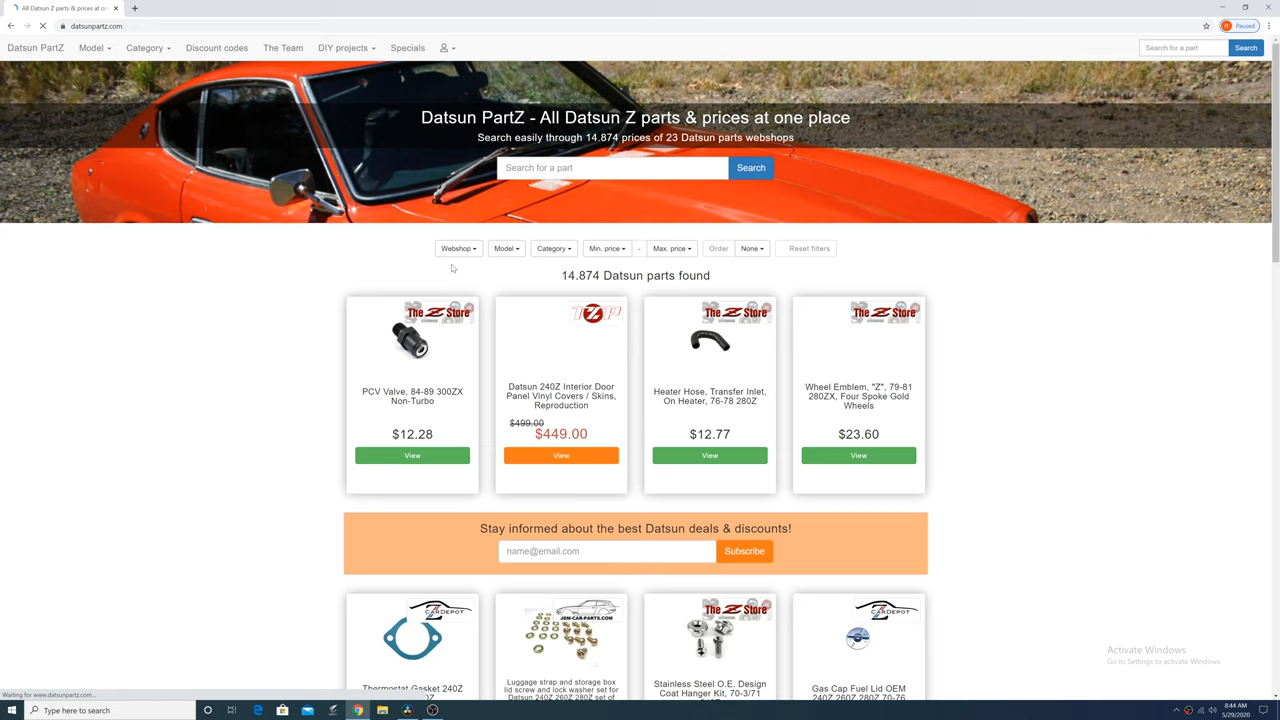 All Datsun Z parts & prices at one
datsunpartz.com
Paused
Datsun PartZ
Model
Category
Discount codes
The Team
DIY projects
Specials
Search for a part
Search
Datsun PartZ - All Datsun Z parts & prices at one place
Search easily through 14.874 prices of 23 Datsun parts webshops
Search for a part
Search
Webshop
Model
Category
Min. price
-
Max. price
Order
None
Reset filters
14.874 Datsun parts found
The Z Store
PCV Valve, 84-89 300ZX
Non-Turbo
$12.28
View
TZP
Datsun 240Z Interior Door
Panel Vinyl Covers / Skins,
Reproduction
$499.00
$449.00
View
The Z Store
Heater Hose, Transfer Inlet,
On Heater, 76-78 280Z
$12.77
View
The Z Store
Wheel Emblem, "Z", 79-81
280ZX, Four Spoke Gold
Wheels
$23.60
View
Stay informed about the best Datsun deals & discounts!
name@email.com
Subscribe
Z CAR DEPOT
Thermostat Gasket 240Z
JDM-CAR-PARTS.COM
Luggage strap and storage box
lid screw and lock washer set for
Datsun 240Z 260Z 280Z set of
The Z Store
Stainless Steel O.E. Design
Coat Hanger Kit, 70-3/71
Z CAR DEPOT
Gas Cap Fuel Lid OEM
240Z 260Z 280Z 70-76
Activate Windows
Go to Settings to activate Windows.
Waiting for www.datsunpartz.com...
Type here to search
8:44 AM
5/29/2020